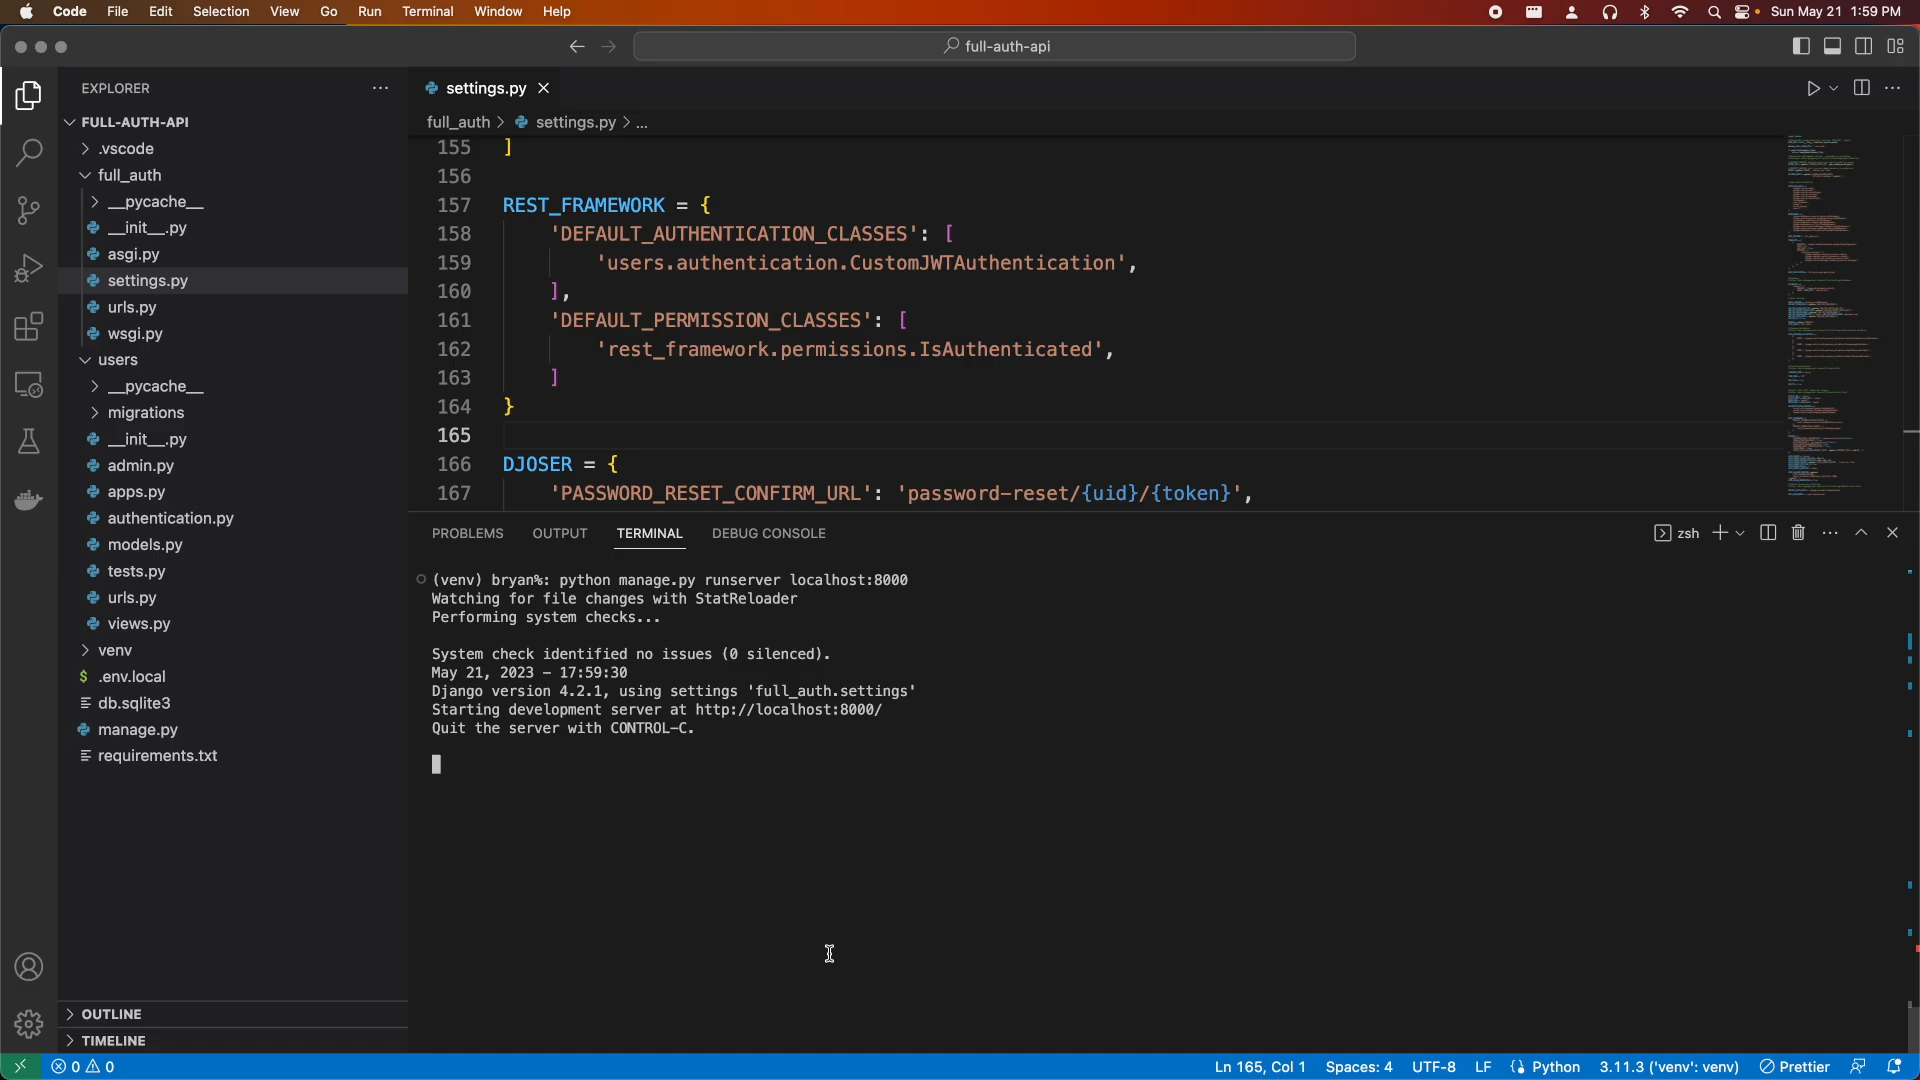 Code File Edit Selection View Go Run Terminal Window Help Sun May 21 1:59 PM
full-auth-api
EXPLORER
FULL-AUTH-API
.vscode
full_auth
__pycache__
__init__.py
asgi.py
settings.py
urls.py
wsgi.py
users
__pycache__
migrations
__init__.py
admin.py
apps.py
authentication.py
models.py
tests.py
urls.py
views.py
venv
$ .env.local
db.sqlite3
manage.py
requirements.txt
OUTLINE
TIMELINE
settings.py
full_auth > settings.py > ...
155 ]
156
157 REST_FRAMEWORK = {
158 'DEFAULT_AUTHENTICATION_CLASSES': [
159 'users.authentication.CustomJWTAuthentication',
160 ],
161 'DEFAULT_PERMISSION_CLASSES': [
162 'rest_framework.permissions.IsAuthenticated',
163 ]
164 }
165
166 DJOSER = {
167 'PASSWORD_RESET_CONFIRM_URL': 'password-reset/{uid}/{token}',
PROBLEMS OUTPUT TERMINAL DEBUG CONSOLE zsh
(venv) bryan%: python manage.py runserver localhost:8000
Watching for file changes with StatReloader
Performing system checks...
System check identified no issues (0 silenced).
May 21, 2023 - 17:59:30
Django version 4.2.1, using settings 'full_auth.settings'
Starting development server at http://localhost:8000/
Quit the server with CONTROL-C.
0 0 Ln 165, Col 1 Spaces: 4 UTF-8 LF Python 3.11.3 ('venv': venv) Prettier